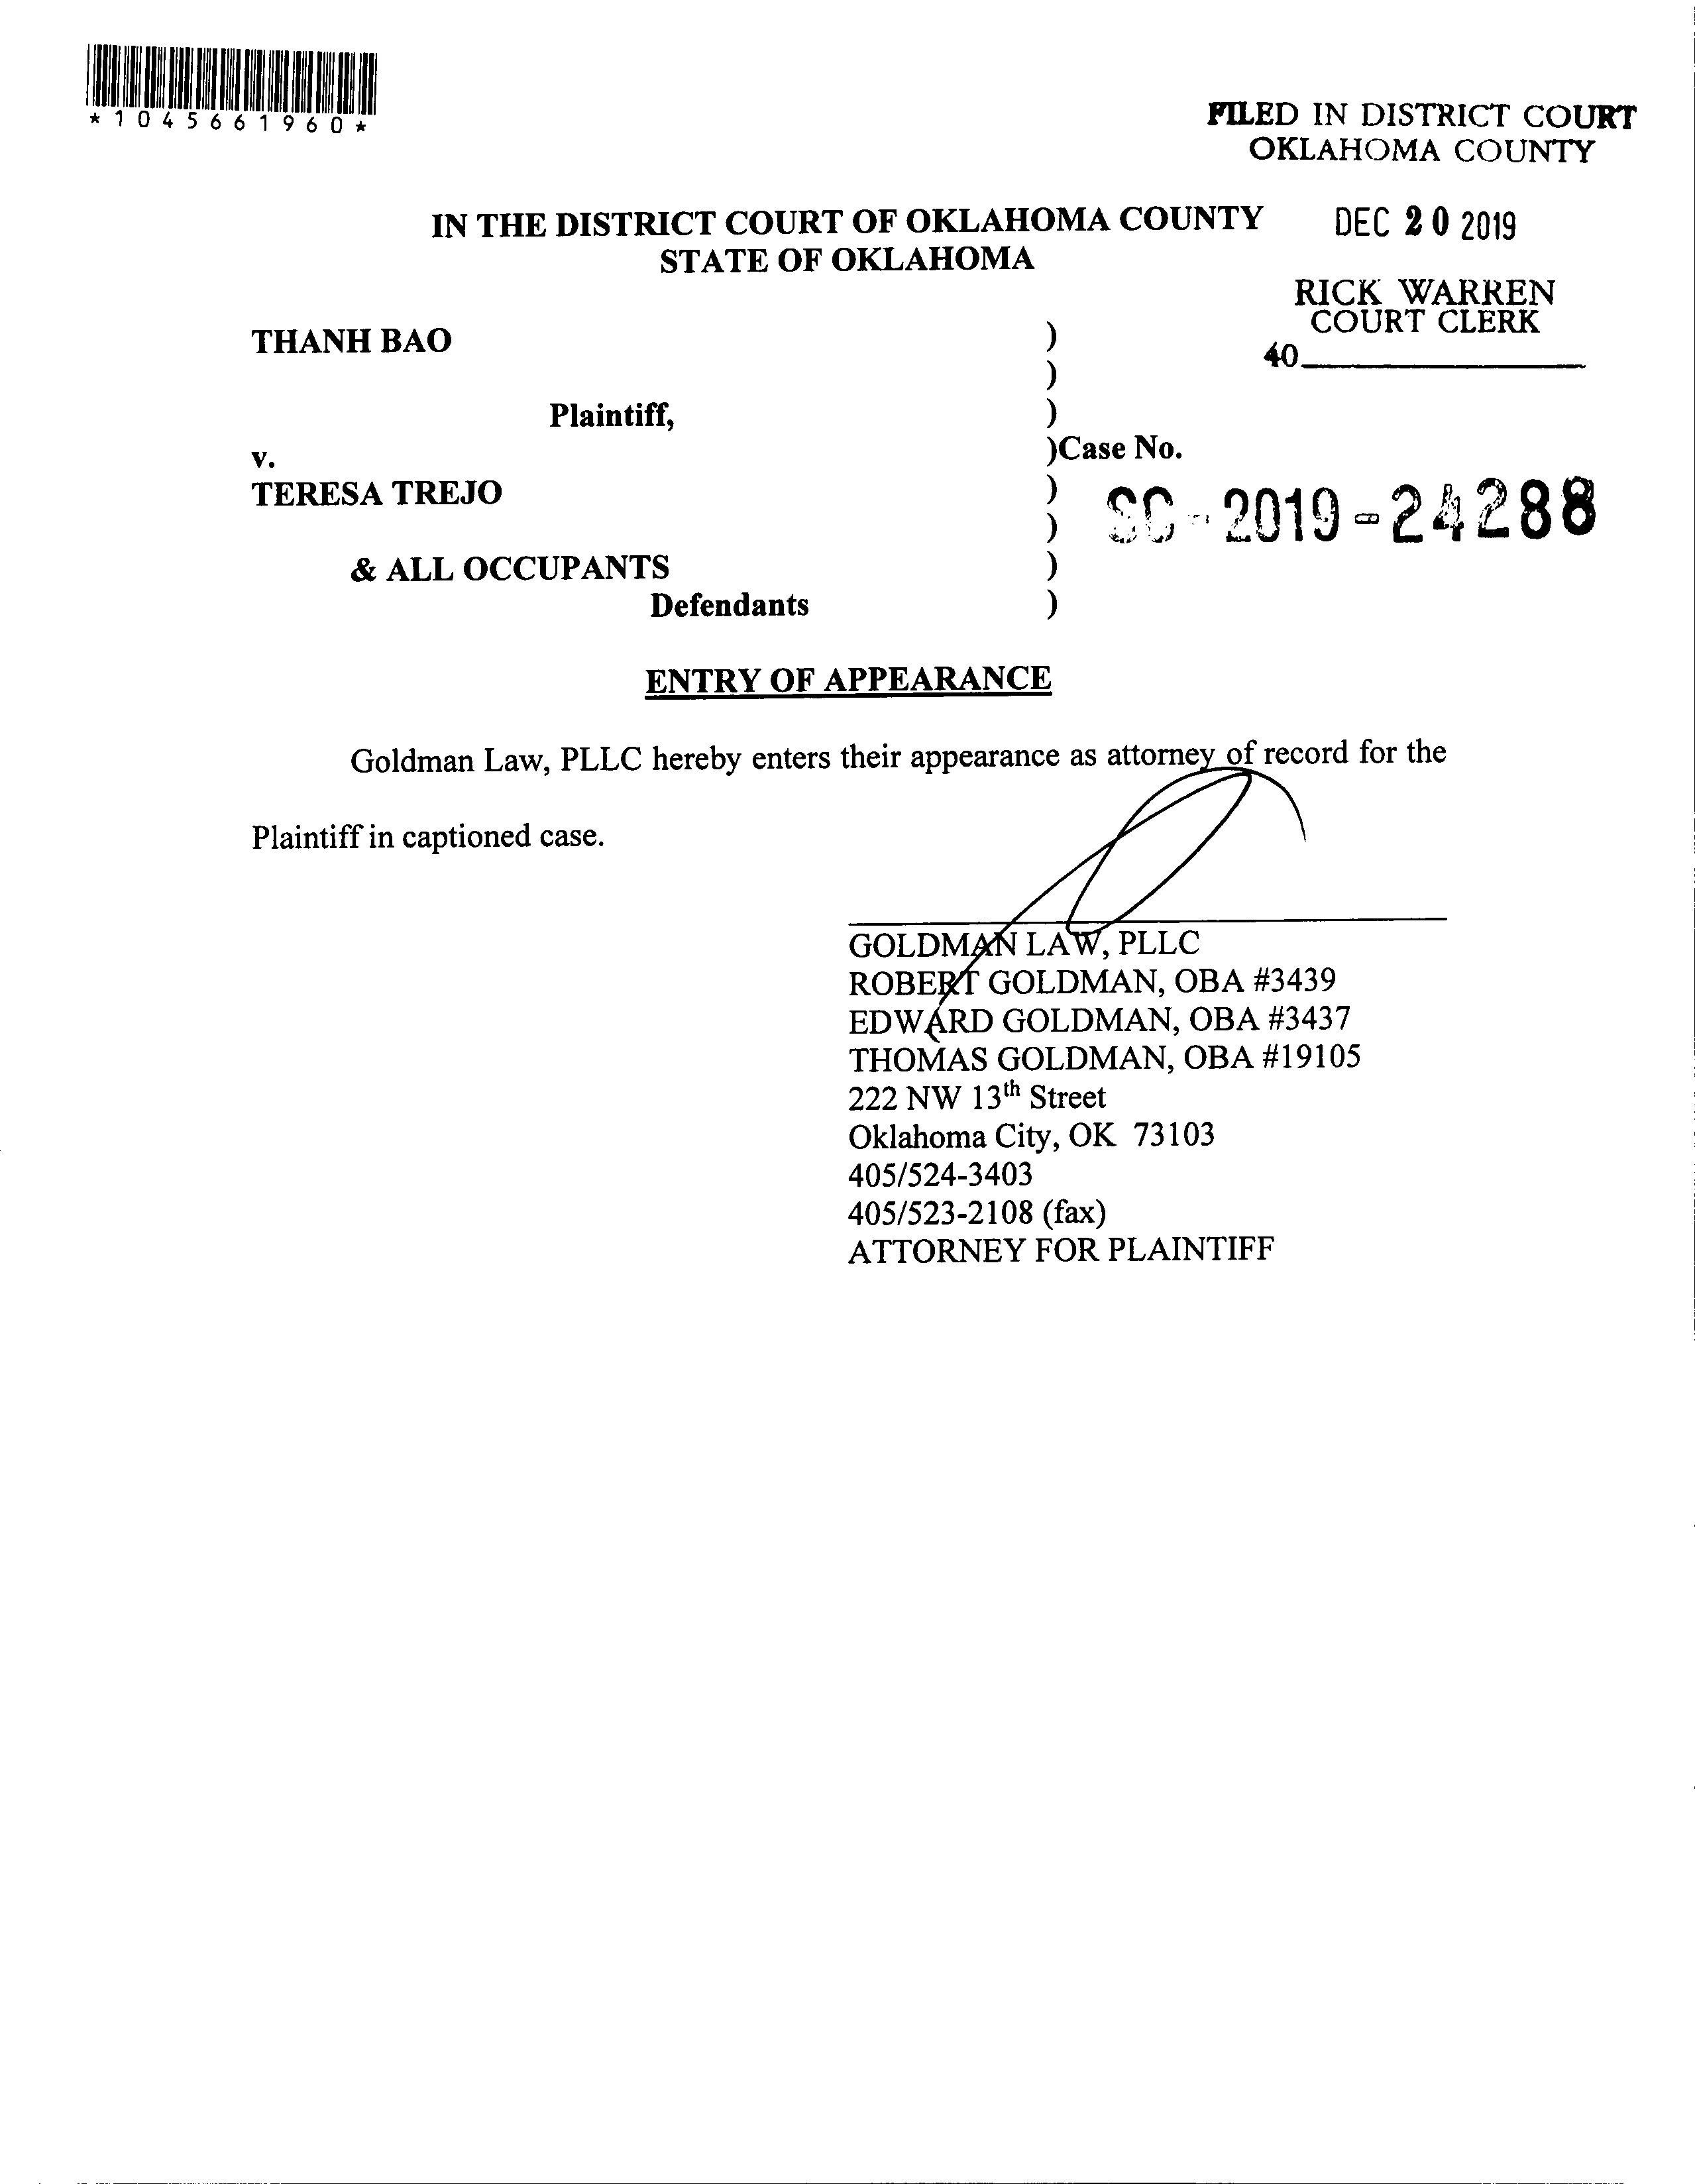 *1045661960*
FILED IN DISTRICT COURT
OKLAHOMA COUNTY
IN THE DISTRICT COURT OF OKLAHOMA COUNTY
STATE OF OKLAHOMA
DEC 20 2019
RICK WARREN
COURT CLERK
40
THANH BAO )
)
Plaintiff, )
v. )Case No.
TERESA TREJO )
) SC-2019-24288
& ALL OCCUPANTS )
Defendants )
ENTRY OF APPEARANCE
Goldman Law, PLLC hereby enters their appearance as attorney of record for the
Plaintiff in captioned case.
GOLDMAN LAW, PLLC
ROBERT GOLDMAN, OBA #3439
EDWARD GOLDMAN, OBA #3437
THOMAS GOLDMAN, OBA #19105
222 NW 13th Street
Oklahoma City, OK 73103
405/524-3403
405/523-2108 (fax)
ATTORNEY FOR PLAINTIFF